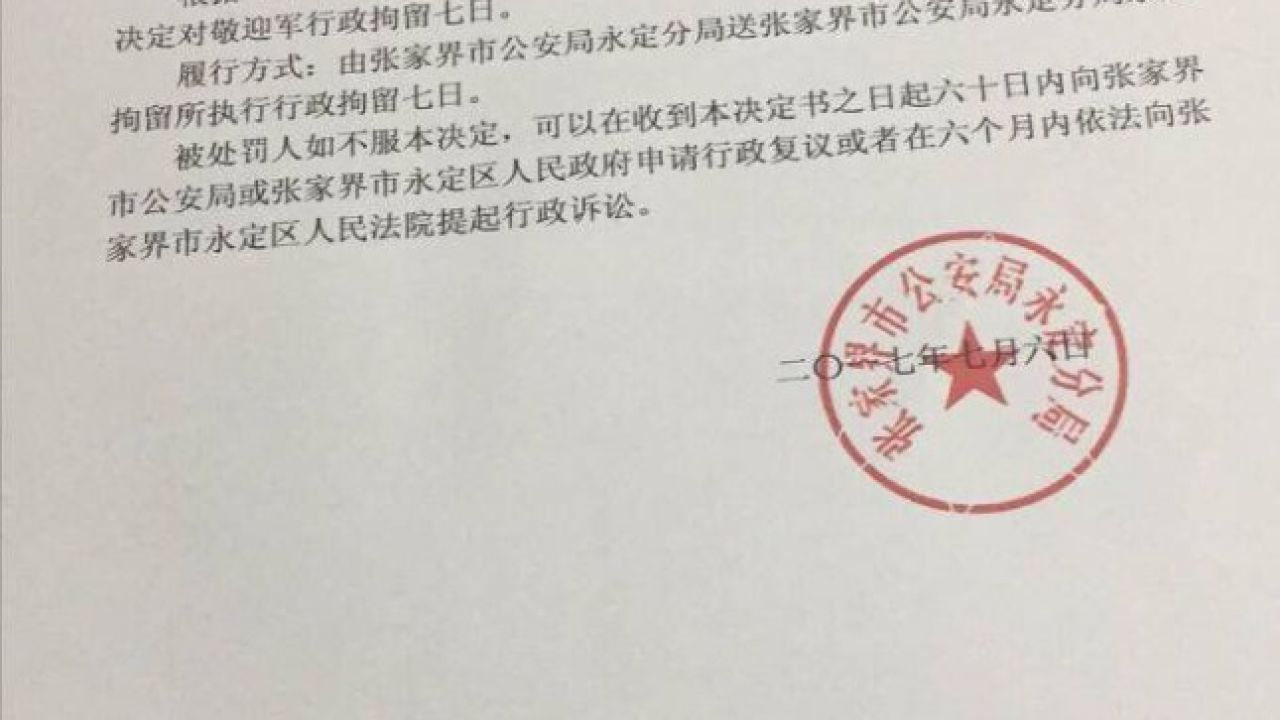 决定对敬迎军行政拘留七日。
履行方式：由张家界市公安局永定分局送张家界市公安局永定分局
拘留所执行行政拘留七日。
被处罚人如不服本决定，可以在收到本决定书之日起六十日内向张家界
市公安局或张家界市永定区人民政府申请行政复议或者在六个月内依法向张
家界市永定区人民法院提起行政诉讼。
张家界市公安局永定分局
二〇一七年七月六日